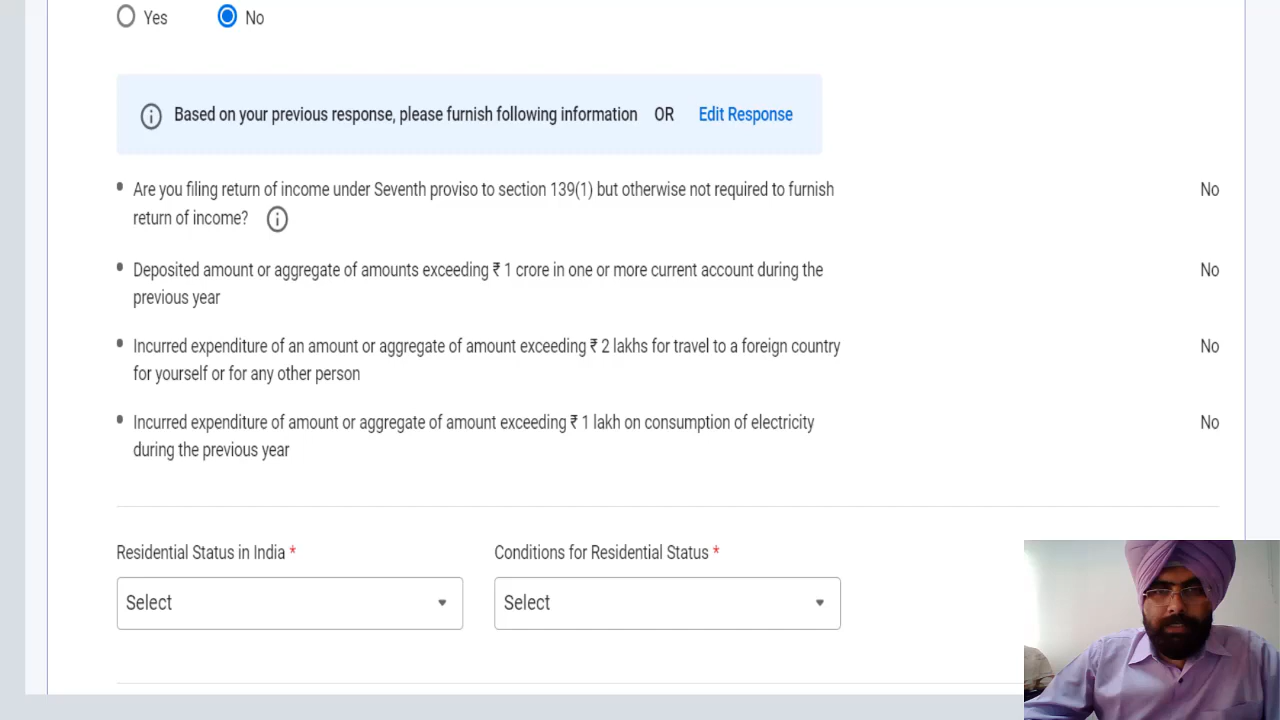 Yes No
Based on your previous response, please furnish following information OR Edit Response
Are you filing return of income under Seventh proviso to section 139(1) but otherwise not required to furnish No
return of income?
Deposited amount or aggregate of amounts exceeding ₹ 1 crore in one or more current account during the No
previous year
Incurred expenditure of an amount or aggregate of amount exceeding ₹ 2 lakhs for travel to a foreign country No
for yourself or for any other person
Incurred expenditure of amount or aggregate of amount exceeding ₹ 1 lakh on consumption of electricity No
during the previous year
Residential Status in India * Conditions for Residential Status *
Select Select